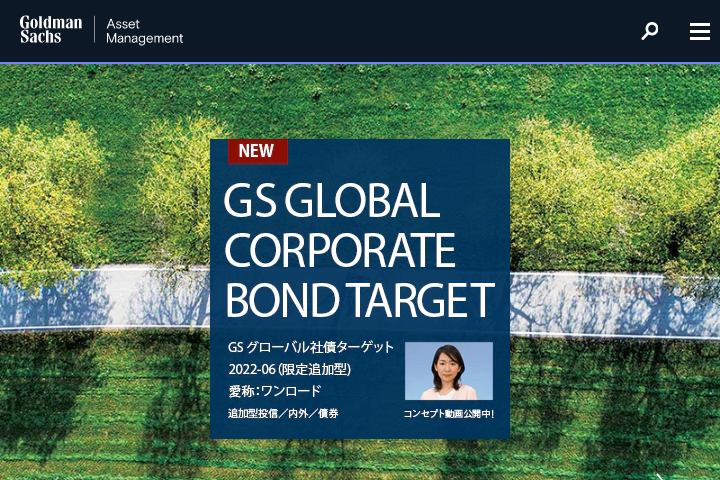 Goldman Sachs
Asset Management
NEW
GS GLOBAL
CORPORATE
BOND TARGET
GS グローバル社債ターゲット
2022-06 (限定追加型)
愛称:ワンロード
追加型投信/内外/債券
コンセプト動画公開中!